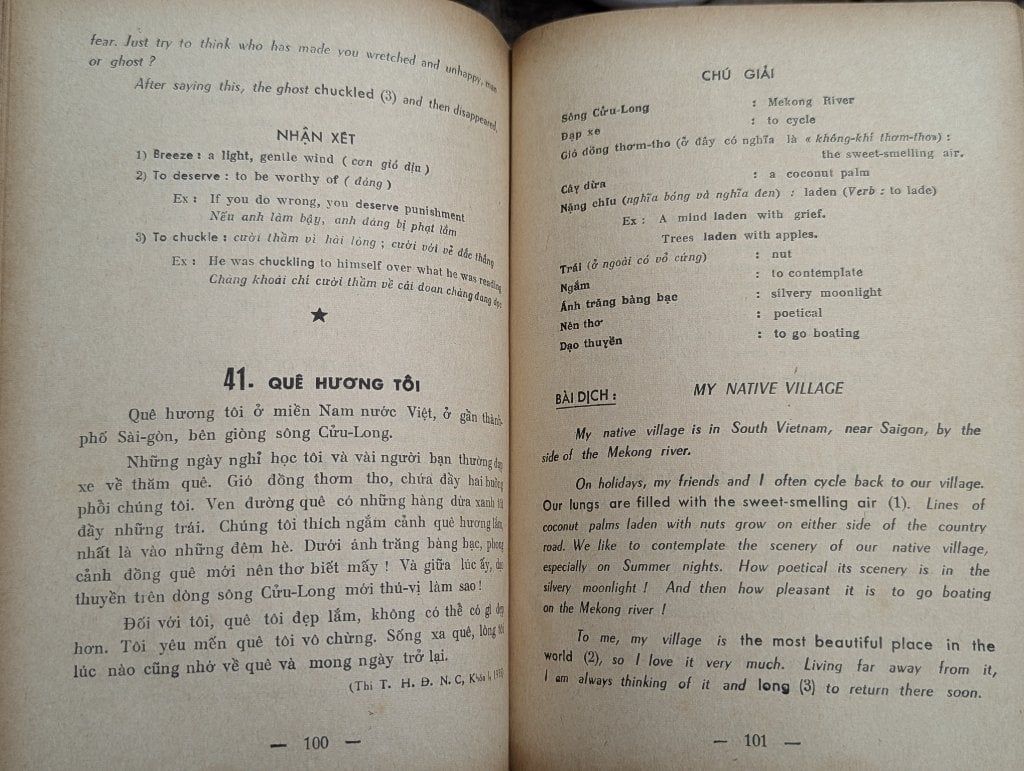 fear. Just try to think who has made you wretched and unhappy, man
or ghost ?
After saying this, the ghost chuckled (3) and then disappeared.
NHẬN XÉT
1) Breeze : a light, genile wind ( cơn gió dịu )
2) To deserve : to be worthy of ( đáng )
Ex : If you do wrong, you deserve punishment
Nếu anh làm bậy, anh đáng bị phạt lắm
3) To chuckle : cười thầm vì hài lòng ; cười với vẻ đắc thắng
Ex : He was chuckling to himself over what he was reading
Chàng khoái chí cười thầm về cái đoạn chàng đang đọc
★
41. QUÊ HƯƠNG TÔI
Quê hương tôi ở miền Nam nước Việt, ở gần thành-
phố Sài-gòn, bên giòng sông Cửu-Long.
Những ngày nghỉ học tôi và vài người bạn thường đạp
xe về thăm quê. Gió đồng thơm tho, chứa đầy hai buồng
phổi chúng tôi. Ven đường quê có những hàng dừa xanh tốt
đầy những trái. Chúng tôi thích ngắm cảnh quê hương lắm,
nhất là vào những đêm hè. Dưới ánh trăng bàng bạc, phong
cảnh đồng quê mới nên thơ biết mấy ! Và giữa lúc ấy, dạo
thuyền trên dòng sông Cửu-Long mới thú-vị làm sao !
Đối với tôi, quê tôi đẹp lắm, không có thể có gì đẹp
hơn. Tôi yêu mến quê tôi vô chừng. Sống xa quê, lòng tôi
lúc nào cũng nhớ về quê và mong ngày trở lại.
(Thi T. H. Đ. N. C, Khóa I,
— 100 —
CHÚ GIẢI
Sông Cửu-Long : Mekong River
Đạp xe : to cycle
Gió đồng thơm-tho (ở đây có nghĩa là « không-khí thơm-tho») :
the sweet-smelling air.
Cây dừa : a coconut palm
Nặng chĩu (nghĩa bóng và nghĩa đen) : laden (Verb : to lade)
Ex : A mind laden with grief.
Trees laden with apples.
Trái (ở ngoài có vỏ cứng) : nut
Ngắm : to contemplate
Ánh trăng bàng bạc : silvery moonlight
Nên thơ : poetical
Dạo thuyền : to go boating
BÀI DỊCH : MY NATIVE VILLAGE
My native village is in South Vietnam, near Saigon, by the
side of the Mekong river.
On holidays, my friends and I often cycle back to our village.
Our lungs are filled with the sweet-smelling air (1). Lines of
coconut palms laden with nuts grow on either side of the country
road. We like to contemplate the scenery of our native village,
especially on Summer nights. How poetical its scenery is in the
silvery moonlight ! And then how pleasant it is to go boating
on the Mekong river !
To me, my village is the most beautiful place in the
world (2), so I love it very much. Living far away from it,
I am always thinking of it and long (3) to return there soon.
— 101 —